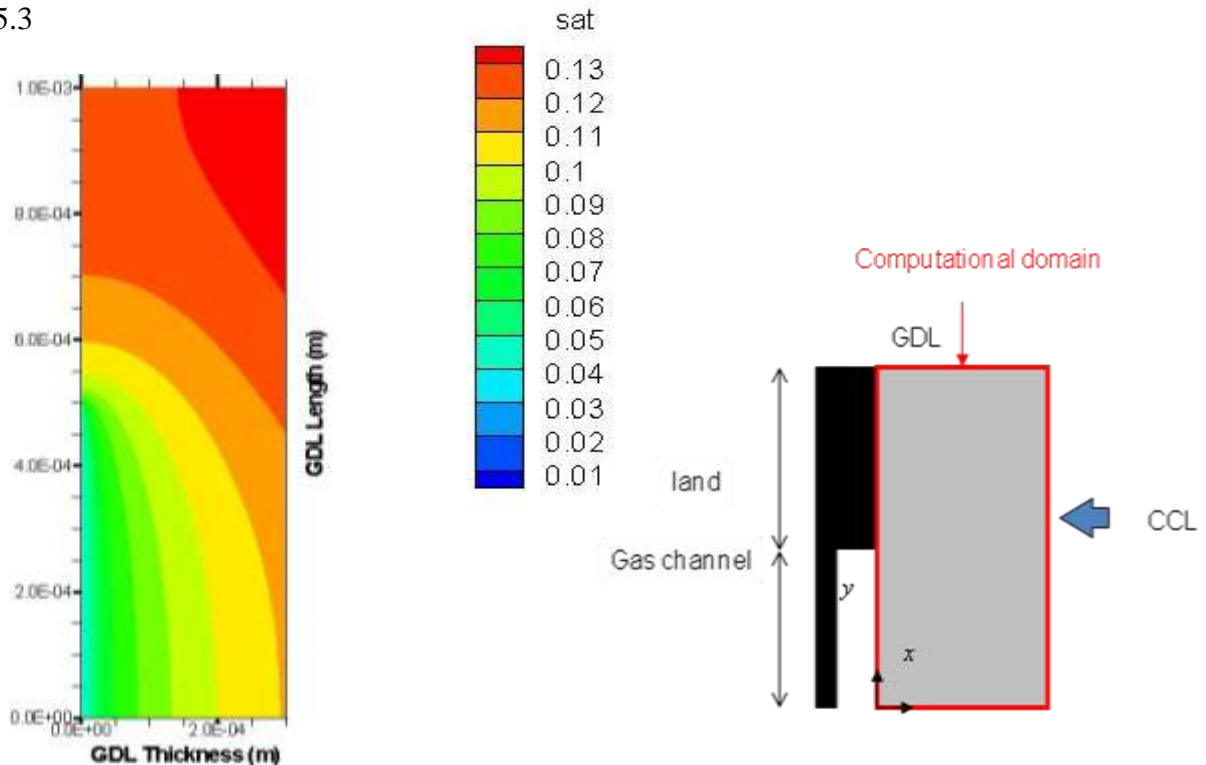 5.3
sat
0.13
0.12
0.11
0.1
0.09
0.08
0.07
0.06
0.05
0.04
0.03
0.02
0.01
1.0E-03
8.0E-04
6.0E-04
4.0E-04
2.0E-04
0.0E+00
0.0E+00
2.0E-04
GDL Thickness (m)
GDL Length (m)
Computational domain
GDL
land
Gas channel
CCL
y
x